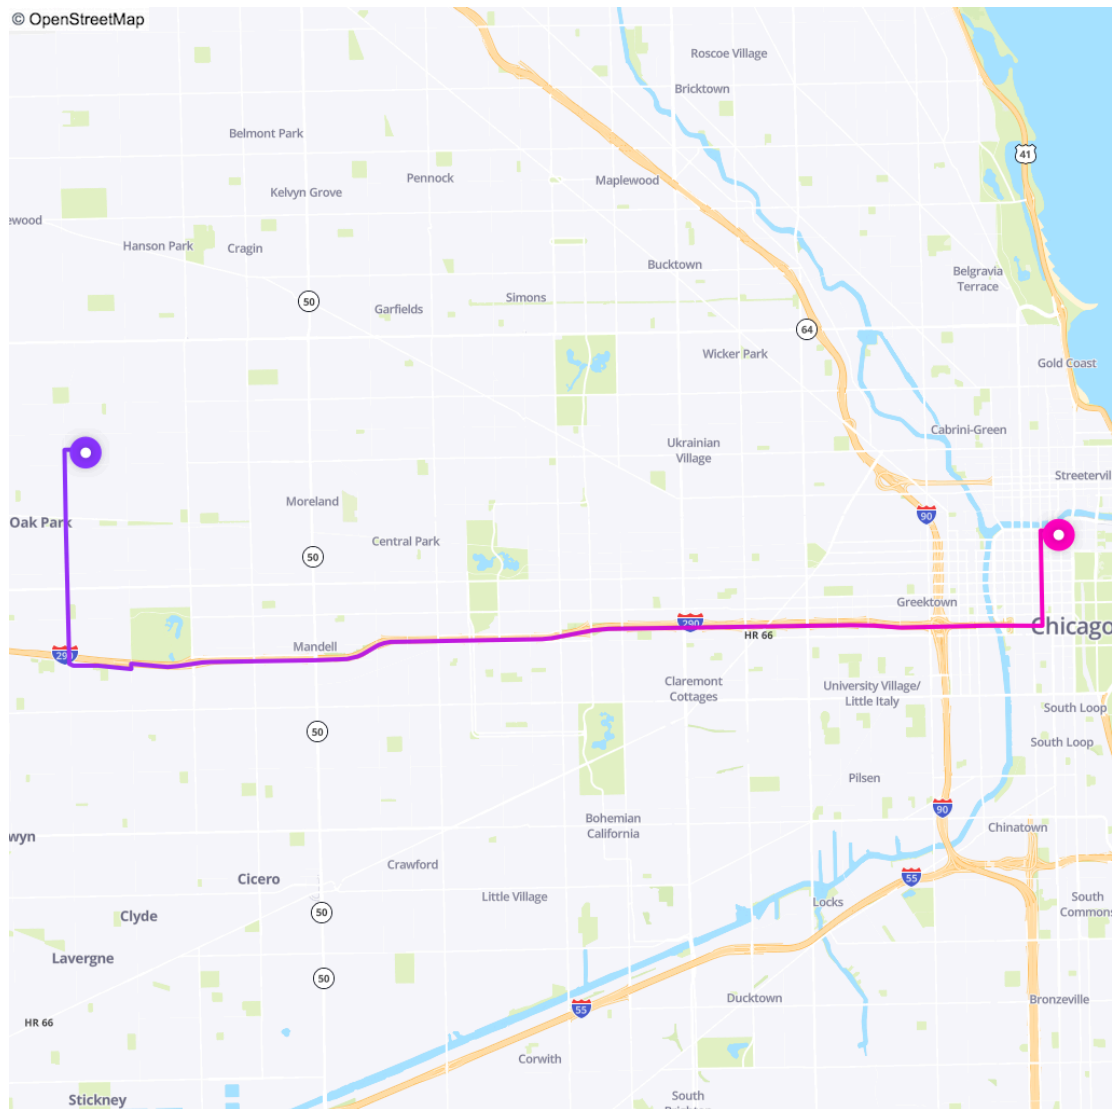 © OpenStreetMap
Roscoe Village
Bricktown
Belmont Park
41
Pennock
Maplewood
Kelvyn Grove
ewood
Hanson Park
Cragin
Bucktown
Belgravia
Terrace
50
Simons
Garfields
64
Wicker Park
Gold Coast
Cabrini-Green
Ukrainian
Village
Streetervil
Moreland
90
Oak Park
Central Park
50
Greektown
290
HR 66
Chicago
Mandell
290
Claremont
Cottages
University Village/
Little Italy
South Loop
50
South Loop
Pilsen
90
Bohemian
California
Chinatown
wyn
Crawford
Cicero
55
Little Village
Locks
South
Commons
50
Clyde
Lavergne
50
Ducktown
Bronzeville
55
HR 66
Corwith
Stickney
South